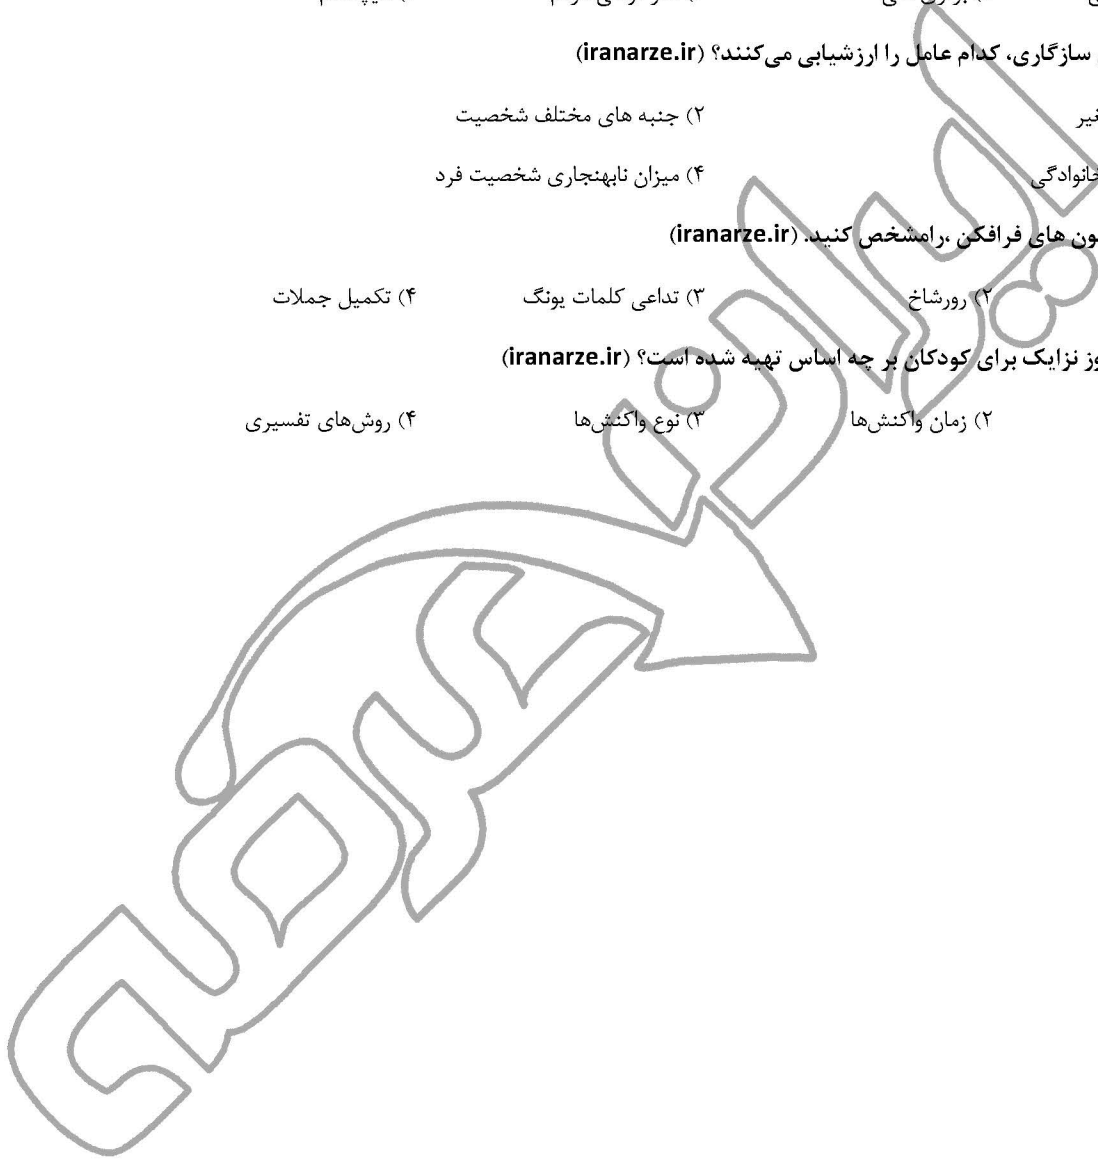 سازگاری، کدام عامل را ارزشیابی می‌کنند؟ (iranarze.ir)
۲) جنبه های مختلف شخصیت
۴) میزان نابهنجاری شخصیت فرد
های فرافکن ،رامشخص کنید. (iranarze.ir)
۲) رورشاخ ۳) تداعی کلمات یونگ ۴) تکمیل جملات
نزایک برای کودکان بر چه اساس تهیه شده است؟ (iranarze.ir)
۲) زمان واکنش‌ها ۳) نوع واکنش‌ها ۴) روش‌های تفسیری